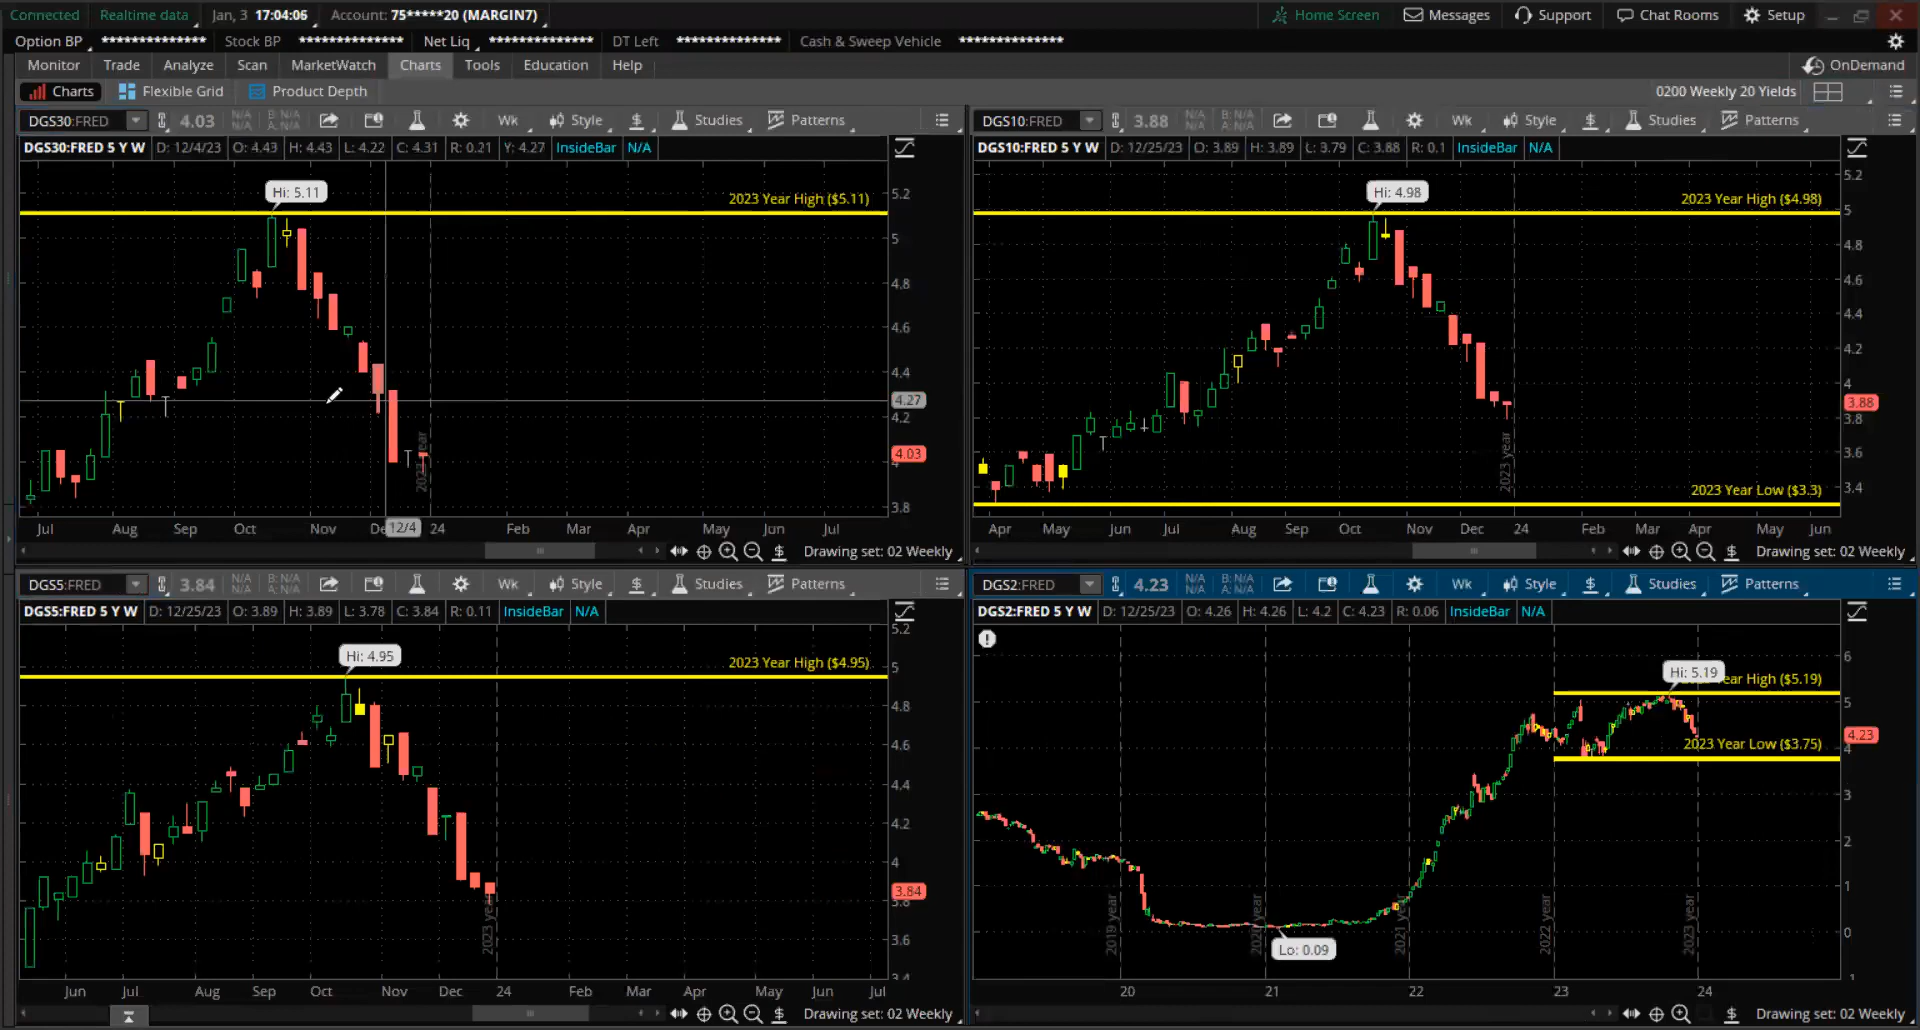 Connected Realtime data Jan, 3 17:04:06 Account: 75*****20 (MARGIN7) Home Screen Messages Support Chat Rooms Setup
Option BP ************** Stock BP ************** Net Liq ************** DT Left ************** Cash & Sweep Vehicle **************
Monitor Trade Analyze Scan MarketWatch Charts Tools Education Help OnDemand
Charts Flexible Grid Product Depth 0200 Weekly 20 Yields
DGS30:FRED 4.03 N/A N/A B: N/A A: N/A Wk Style $ Studies Patterns
DGS30:FRED 5 Y W D: 12/4/23 O: 4.43 H: 4.43 L: 4.22 C: 4.31 R: 0.21 Y: 4.27 InsideBar N/A
Hi: 5.11
2023 Year High ($5.11)
5.2
5
4.8
4.6
4.4
4.27
4.2
4.03
4
3.8
2023 year
Jul Aug Sep Oct Nov De 12/4 24 Feb Mar Apr May Jun Jul
$ Drawing set: 02 Weekly
DGS10:FRED 3.88 N/A N/A B: N/A A: N/A Wk Style $ Studies Patterns
DGS10:FRED 5 Y W D: 12/25/23 O: 3.89 H: 3.89 L: 3.79 C: 3.88 R: 0.1 InsideBar N/A
Hi: 4.98
2023 Year High ($4.98)
5.2
5
4.8
4.6
4.4
4.2
4
3.88
3.8
3.6
3.4
2023 Year Low ($3.3)
2023 year
Apr May Jun Jul Aug Sep Oct Nov Dec 24 Feb Mar Apr May Jun
$ Drawing set: 02 Weekly
DGS5:FRED 3.84 N/A N/A B: N/A A: N/A Wk Style $ Studies Patterns
DGS5:FRED 5 Y W D: 12/25/23 O: 3.89 H: 3.89 L: 3.78 C: 3.84 R: 0.11 InsideBar N/A
Hi: 4.95
2023 Year High ($4.95)
5.2
5
4.8
4.6
4.4
4.2
4
3.84
3.8
3.6
3.4
2023 year
Jun Jul Aug Sep Oct Nov Dec 24 Feb Mar Apr May Jun Jul
$ Drawing set: 02 Weekly
DGS2:FRED 4.23 N/A N/A B: N/A A: N/A Wk Style $ Studies Patterns
DGS2:FRED 5 Y W D: 12/25/23 O: 4.26 H: 4.26 L: 4.2 C: 4.23 R: 0.06 InsideBar N/A
Hi: 5.19
ear High ($5.19)
2023 Year Low ($3.75)
6
5
4.23
4
3
2
1
0
Lo: 0.09
2019 year 2020 year 2021 year 2022 year 2023 year
20 21 22 23 24
$ Drawing set: 02 Weekly